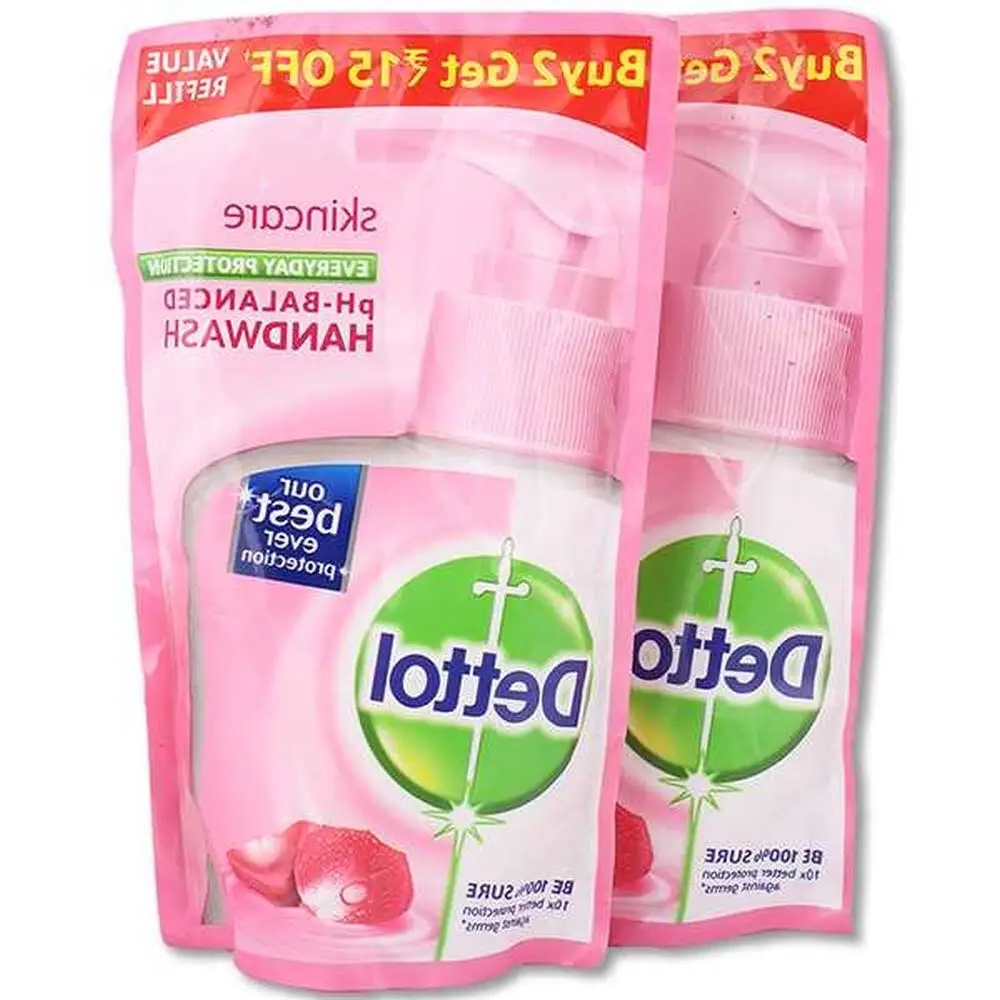 Buy2 Get ₹15 OFF*
VALUE
REFILL
skincare
EVERYDAY PROTECTION
pH-BALANCED
HANDWASH
our
best
ever
protection
Dettol
BE 100% SURE
10x better protection
against germs*
Buy2 Ge
Detto
BE 100% SURE
10x better protection
against germs*